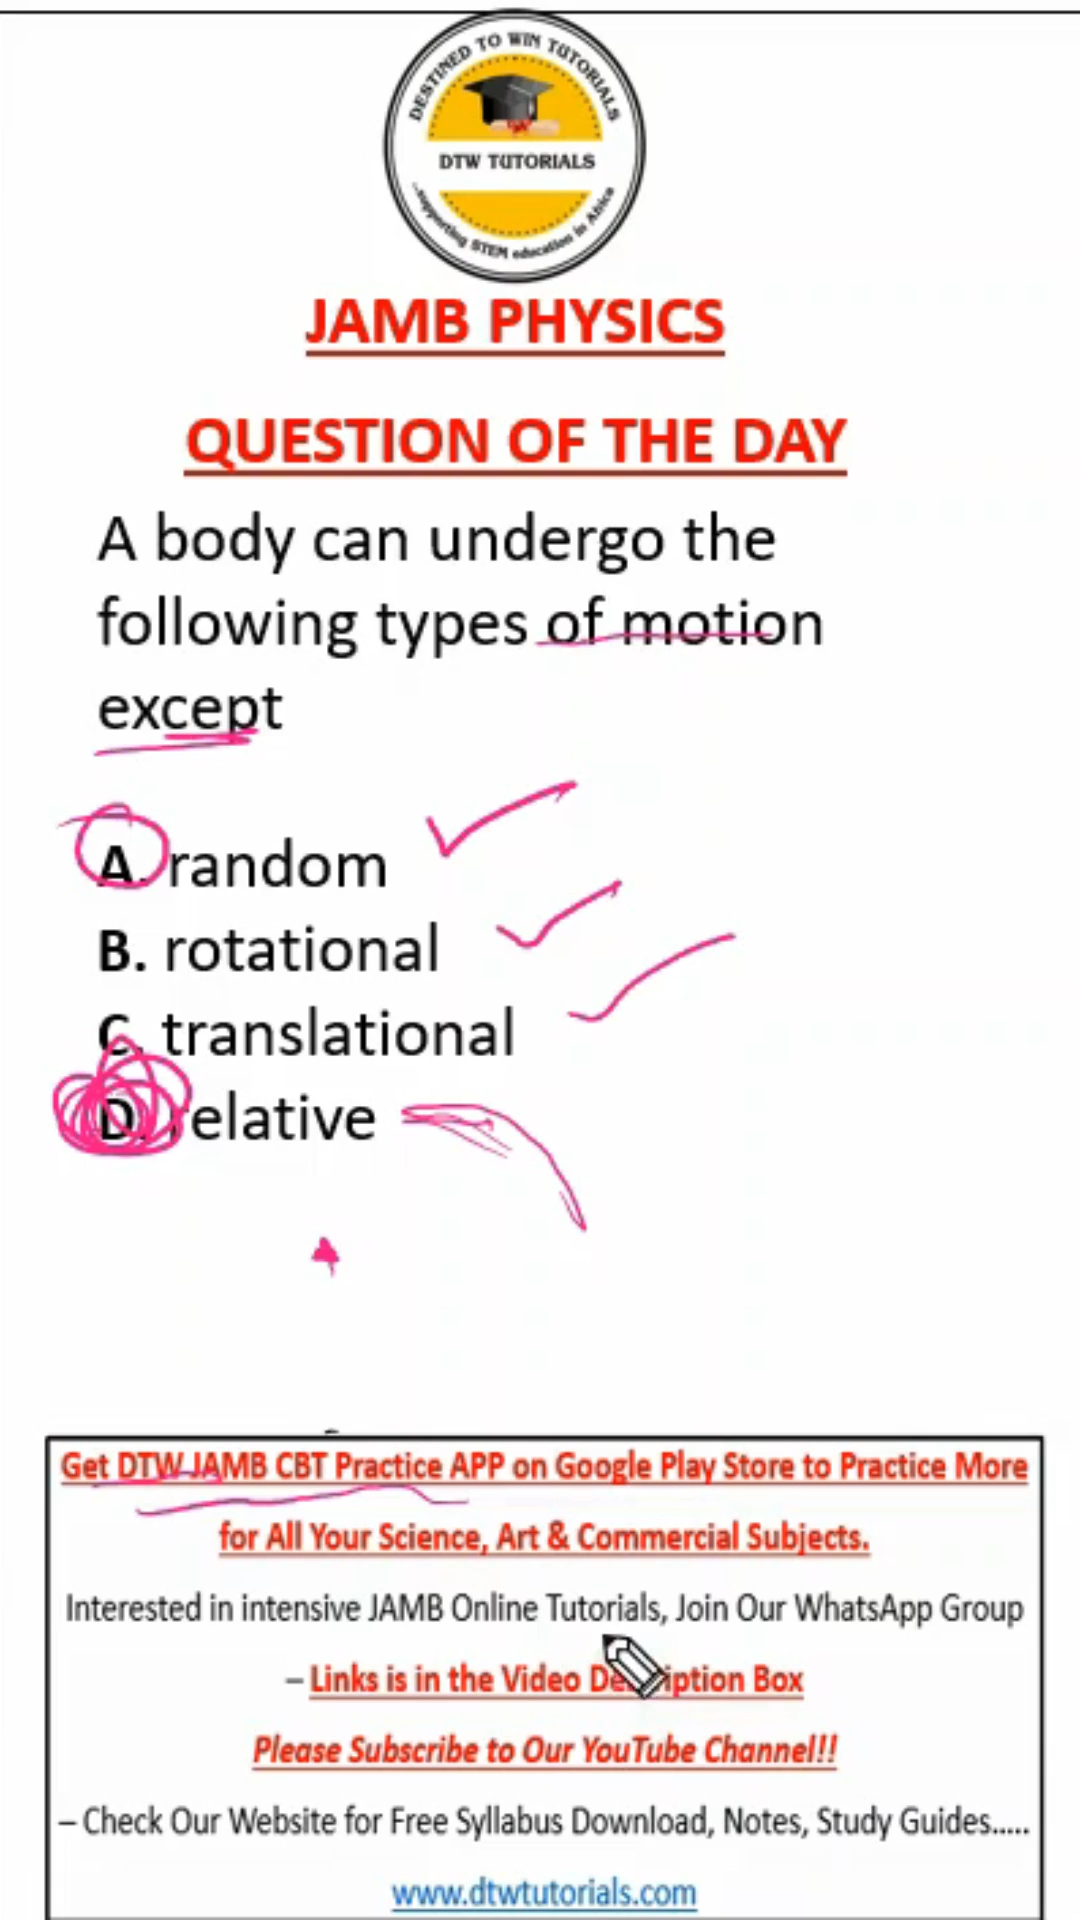 DESTINED TO WIN TUTORIALS
DTW TUTORIALS
...supporting STEM education in Africa
JAMB PHYSICS
QUESTION OF THE DAY
A body can undergo the
following types of motion
except
A. random
B. rotational
C. translational
D. relative
Get DTW JAMB CBT Practice APP on Google Play Store to Practice More
for All Your Science, Art & Commercial Subjects.
Interested in intensive JAMB Online Tutorials, Join Our WhatsApp Group
– Links is in the Video Description Box
Please Subscribe to Our YouTube Channel!!
– Check Our Website for Free Syllabus Download, Notes, Study Guides.....
www.dtwtutorials.com